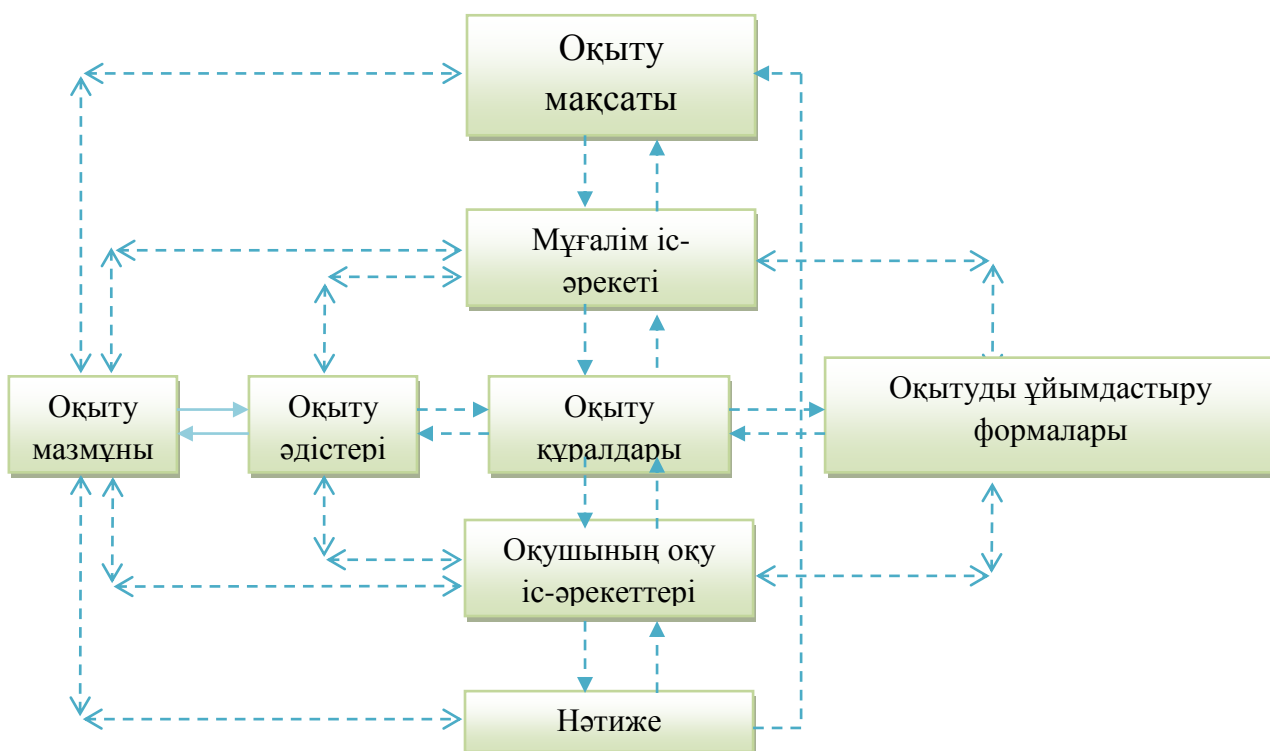 Оқыту
мақсаты
Мұғалім іс-
әрекеті
Оқыту
мазмұны
Оқыту
әдістері
Оқыту
құралдары
Оқытуды ұйымдастыру
формалары
Оқушының оқу
іс-әрекеттері
Нәтиже